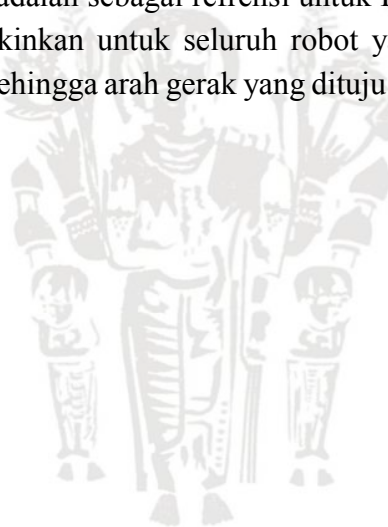 adalah sebagai refrensi untuk
kinkan untuk seluruh robot y
ehingga arah gerak yang dituju